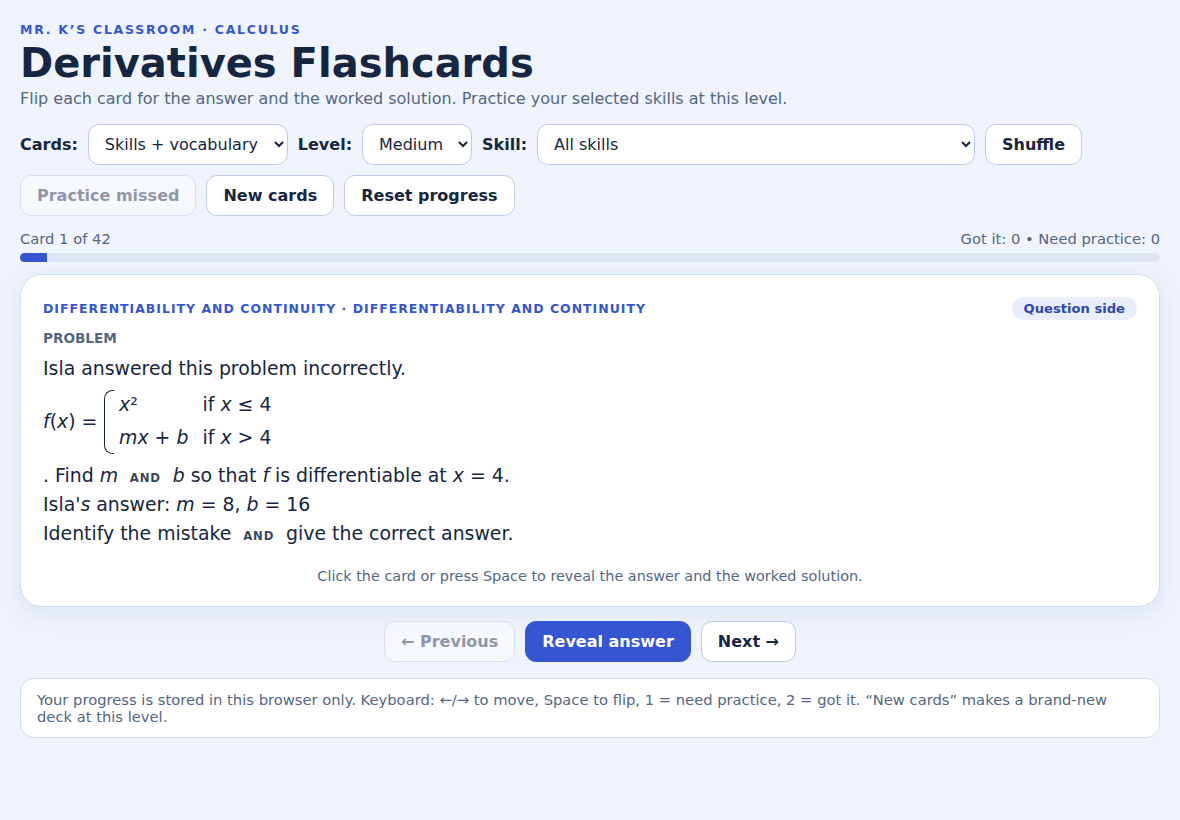 MR. K’S CLASSROOM · CALCULUS
Derivatives Flashcards
Flip each card for the answer and the worked solution. Practice your selected skills at this level.
Cards: Skills + vocabulary Level: Medium Skill: All skills Shuffle
Practice missed New cards Reset progress
Card 1 of 42 Got it: 0 • Need practice: 0
DIFFERENTIABILITY AND CONTINUITY · DIFFERENTIABILITY AND CONTINUITY Question side
PROBLEM
Isla answered this problem incorrectly.
f(x) = { x² if x ≤ 4
mx + b if x > 4
. Find m AND b so that f is differentiable at x = 4.
Isla's answer: m = 8, b = 16
Identify the mistake AND give the correct answer.
Click the card or press Space to reveal the answer and the worked solution.
← Previous Reveal answer Next →
Your progress is stored in this browser only. Keyboard: ←/→ to move, Space to flip, 1 = need practice, 2 = got it. “New cards” makes a brand-new
deck at this level.